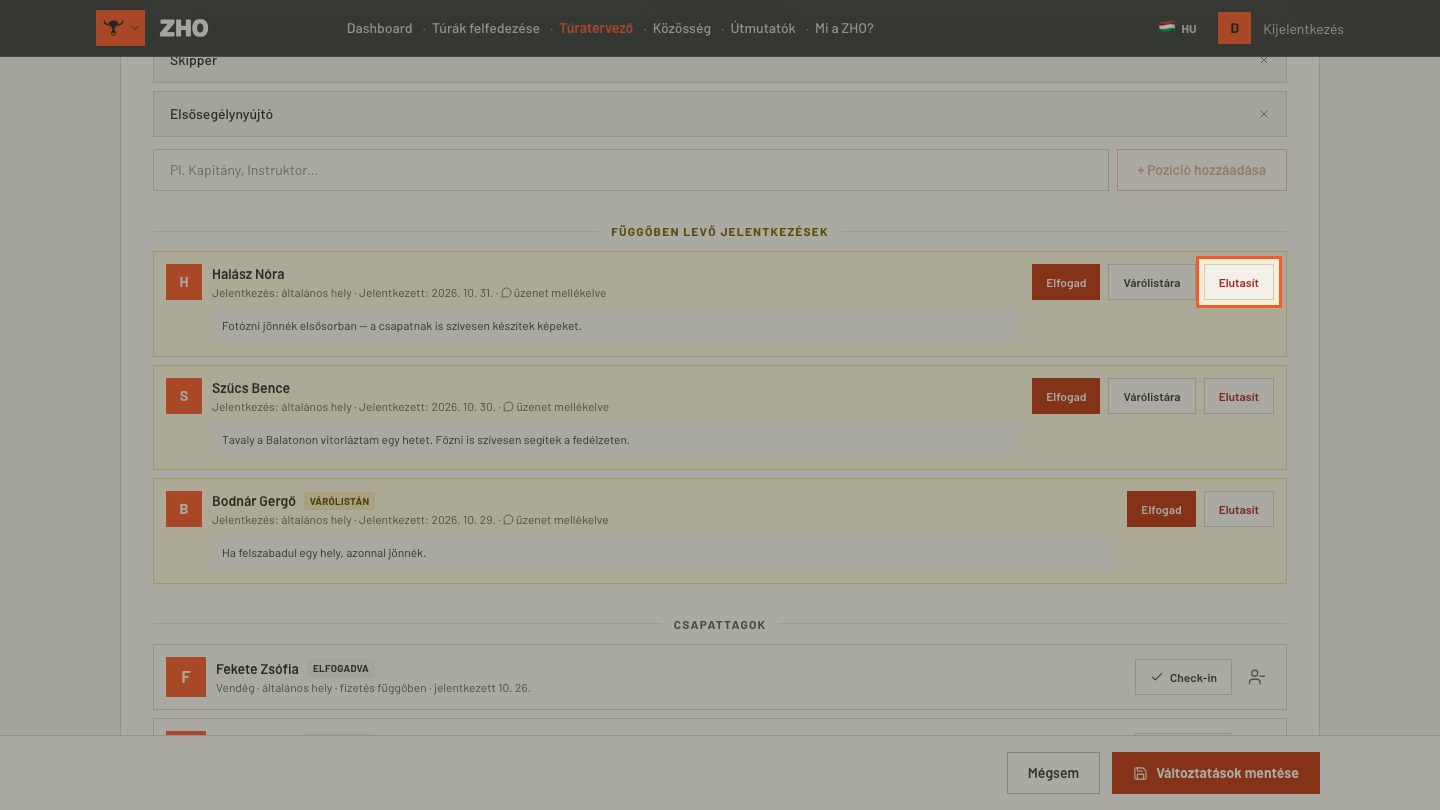 ZHO
Dashboard · Túrák felfedezése · Túratervező · Közösség · Útmutatók · Mi a ZHO?
HU
D
Kijelentkezés
Skipper
Elsősegélynyújtó
Pl. Kapitány, Instruktor...
+ Pozíció hozzáadása
FÜGGŐBEN LEVŐ JELENTKEZÉSEK
H
Halász Nóra
Jelentkezés: általános hely · Jelentkezett: 2026. 10. 31. · üzenet mellékelve
Fotózni jönnék elsősorban — a csapatnak is szívesen készítek képeket.
Elfogad
Várólistára
Elutasít
S
Szűcs Bence
Jelentkezés: általános hely · Jelentkezett: 2026. 10. 30. · üzenet mellékelve
Tavaly a Balatonon vitorláztam egy hetet. Főzni is szívesen segítek a fedélzeten.
Elfogad
Várólistára
Elutasít
B
Bodnár Gergő VÁRÓLISTÁN
Jelentkezés: általános hely · Jelentkezett: 2026. 10. 29. · üzenet mellékelve
Ha felszabadul egy hely, azonnal jönnék.
Elfogad
Elutasít
CSAPATTAGOK
F
Fekete Zsófia ELFOGADVA
Vendég · általános hely · fizetés függőben · jelentkezett 10. 26.
Check-in
Mégsem
Változtatások mentése